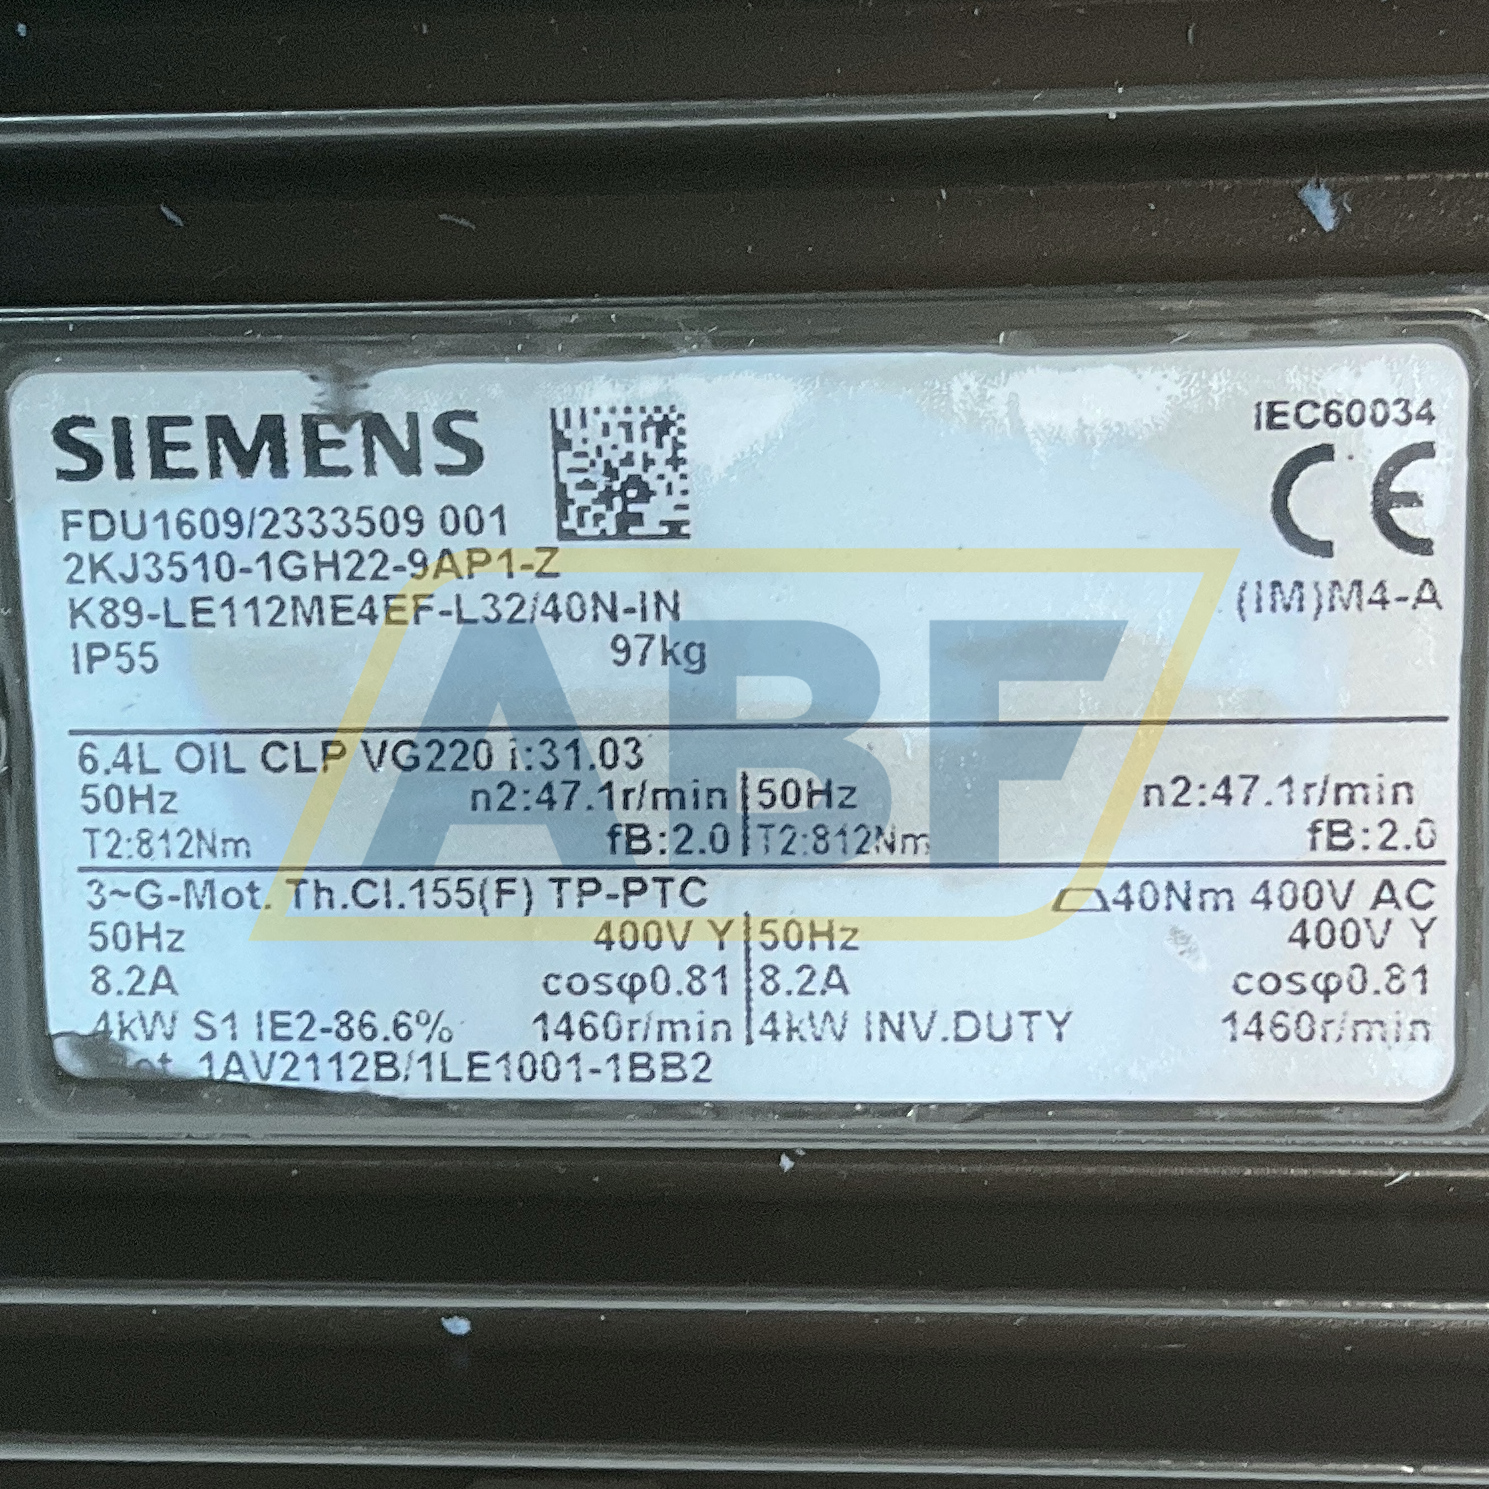 SIEMENS
IEC60034
CE
FDU1609/2333509 001
2KJ3510-1GH22-9AP1-Z
K89-LE112ME4EF-L32/40N-IN (IM)M4-A
IP55 97kg
ABF
6.4L OIL CLP VG220 i:31.03
50Hz n2:47.1r/min 50Hz n2:47.1r/min
T2:812Nm fB:2.0 T2:812Nm fB:2.0
3~G-Mot. Th.Cl.155(F) TP-PTC 40Nm 400V AC
50Hz 400V Y 50Hz 400V Y
8.2A cosφ0.81 8.2A cosφ0.81
4kW S1 IE2-86.6% 1460r/min 4kW INV.DUTY 1460r/min
1AV2112B/1LE1001-1BB2